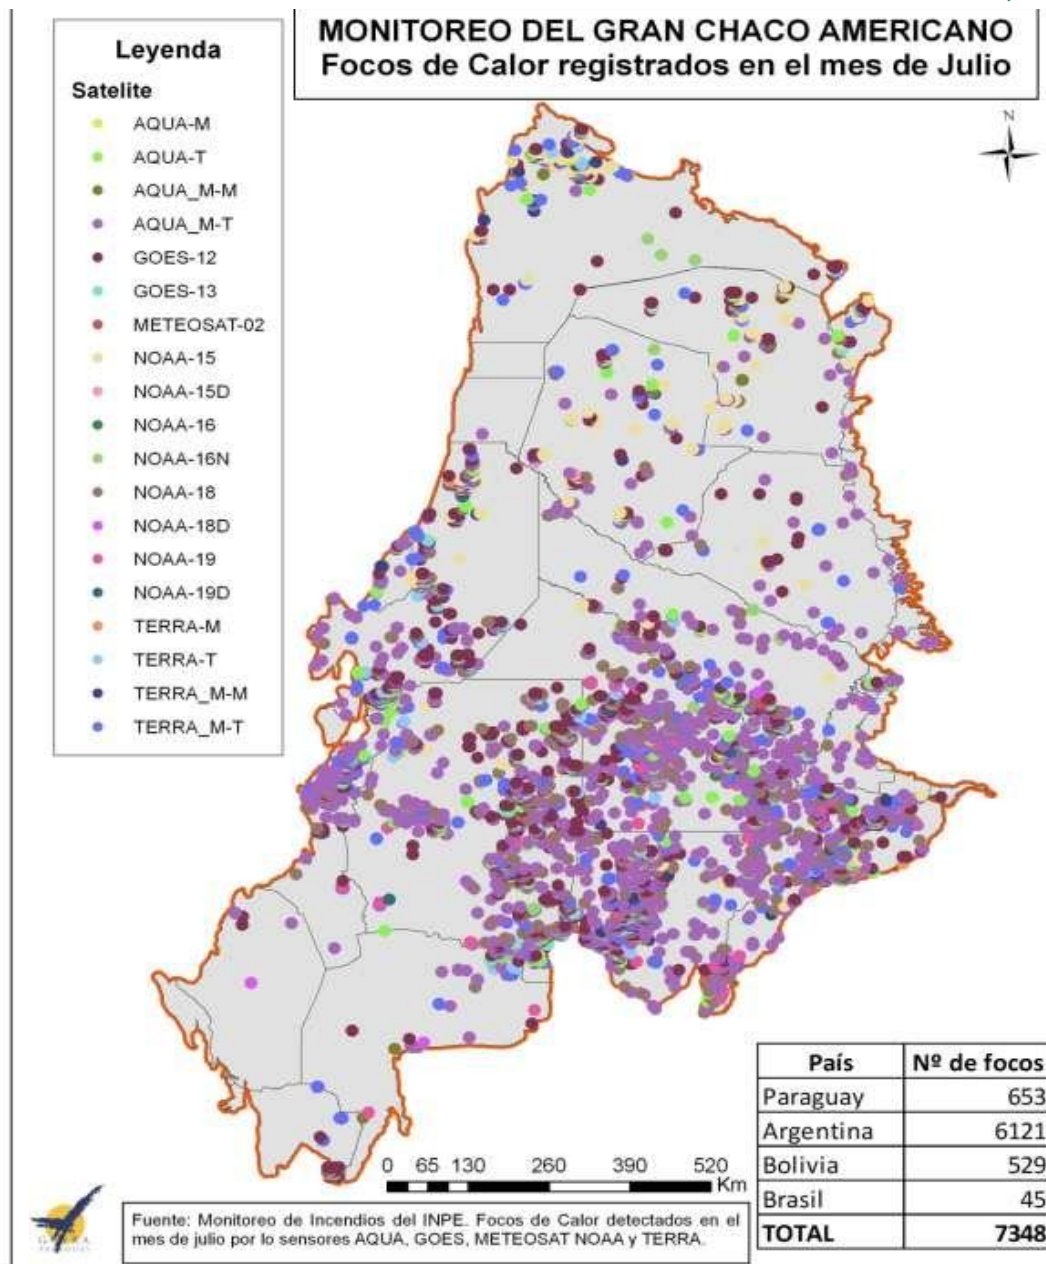 MONITOREO DEL GRAN CHACO AMERICANO
Focos de Calor registrados en el mes de Julio
Leyenda
Satelite
AQUA-M
AQUA-T
AQUA_M-M
AQUA_M-T
GOES-12
GOES-13
METEOSAT-02
NOAA-15
NOAA-15D
NOAA-16
NOAA-16N
NOAA-18
NOAA-18D
NOAA-19
NOAA-19D
TERRA-M
TERRA-T
TERRA_M-M
TERRA_M-T
N
País Nº de focos
Paraguay 653
Argentina 6121
Bolivia 529
Brasil 45
TOTAL 7348
0 65 130 260 390 520
Km
Fuente: Monitoreo de Incendios del INPE. Focos de Calor detectados en el
mes de julio por lo sensores AQUA, GOES, METEOSAT NOAA y TERRA.